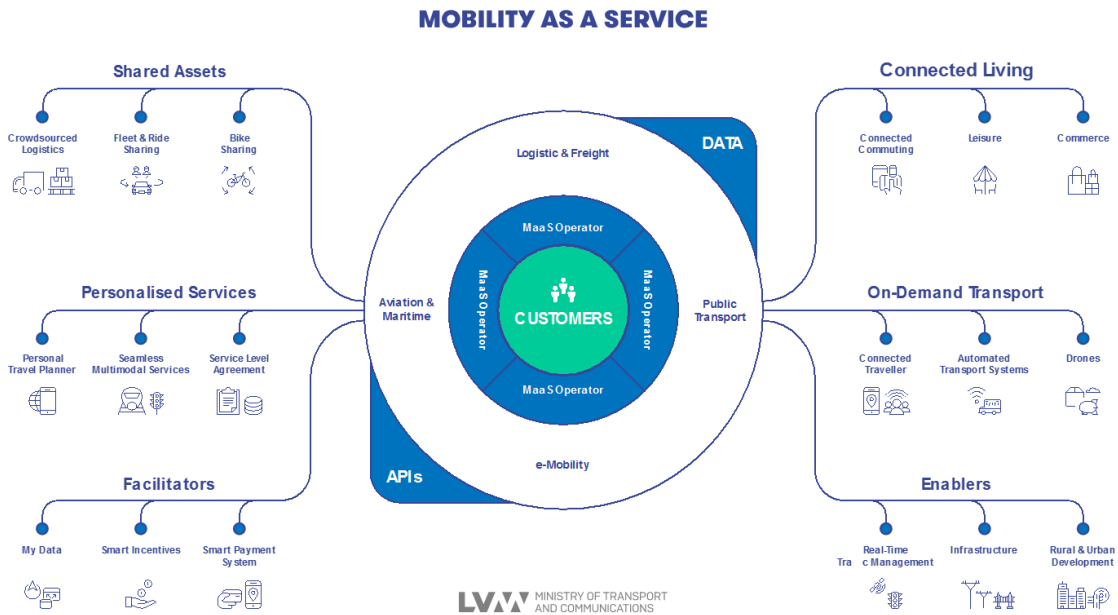 MOBILITY AS A SERVICE
Shared Assets
Crowdsourced
Logistics
Fleet & Ride
Sharing
Bike
Sharing
Personalised Services
Personal
Travel Planner
Seamless
Multimodal Services
Service Level
Agreement
Facilitators
My Data
Smart Incentives
Smart Payment
System
DATA
Logistic & Freight
MaaS Operator
MaaS Operator
CUSTOMERS
MaaS Operator
MaaS Operator
Aviation &
Maritime
Public
Transport
e-Mobility
APIs
Connected Living
Connected
Commuting
Leisure
Commerce
On-Demand Transport
Connected
Traveller
Automated
Transport Systems
Drones
Enablers
Real-Time
Tra c Management
Infrastructure
Rural & Urban
Development
LVM MINISTRY OF TRANSPORT
AND COMMUNICATIONS